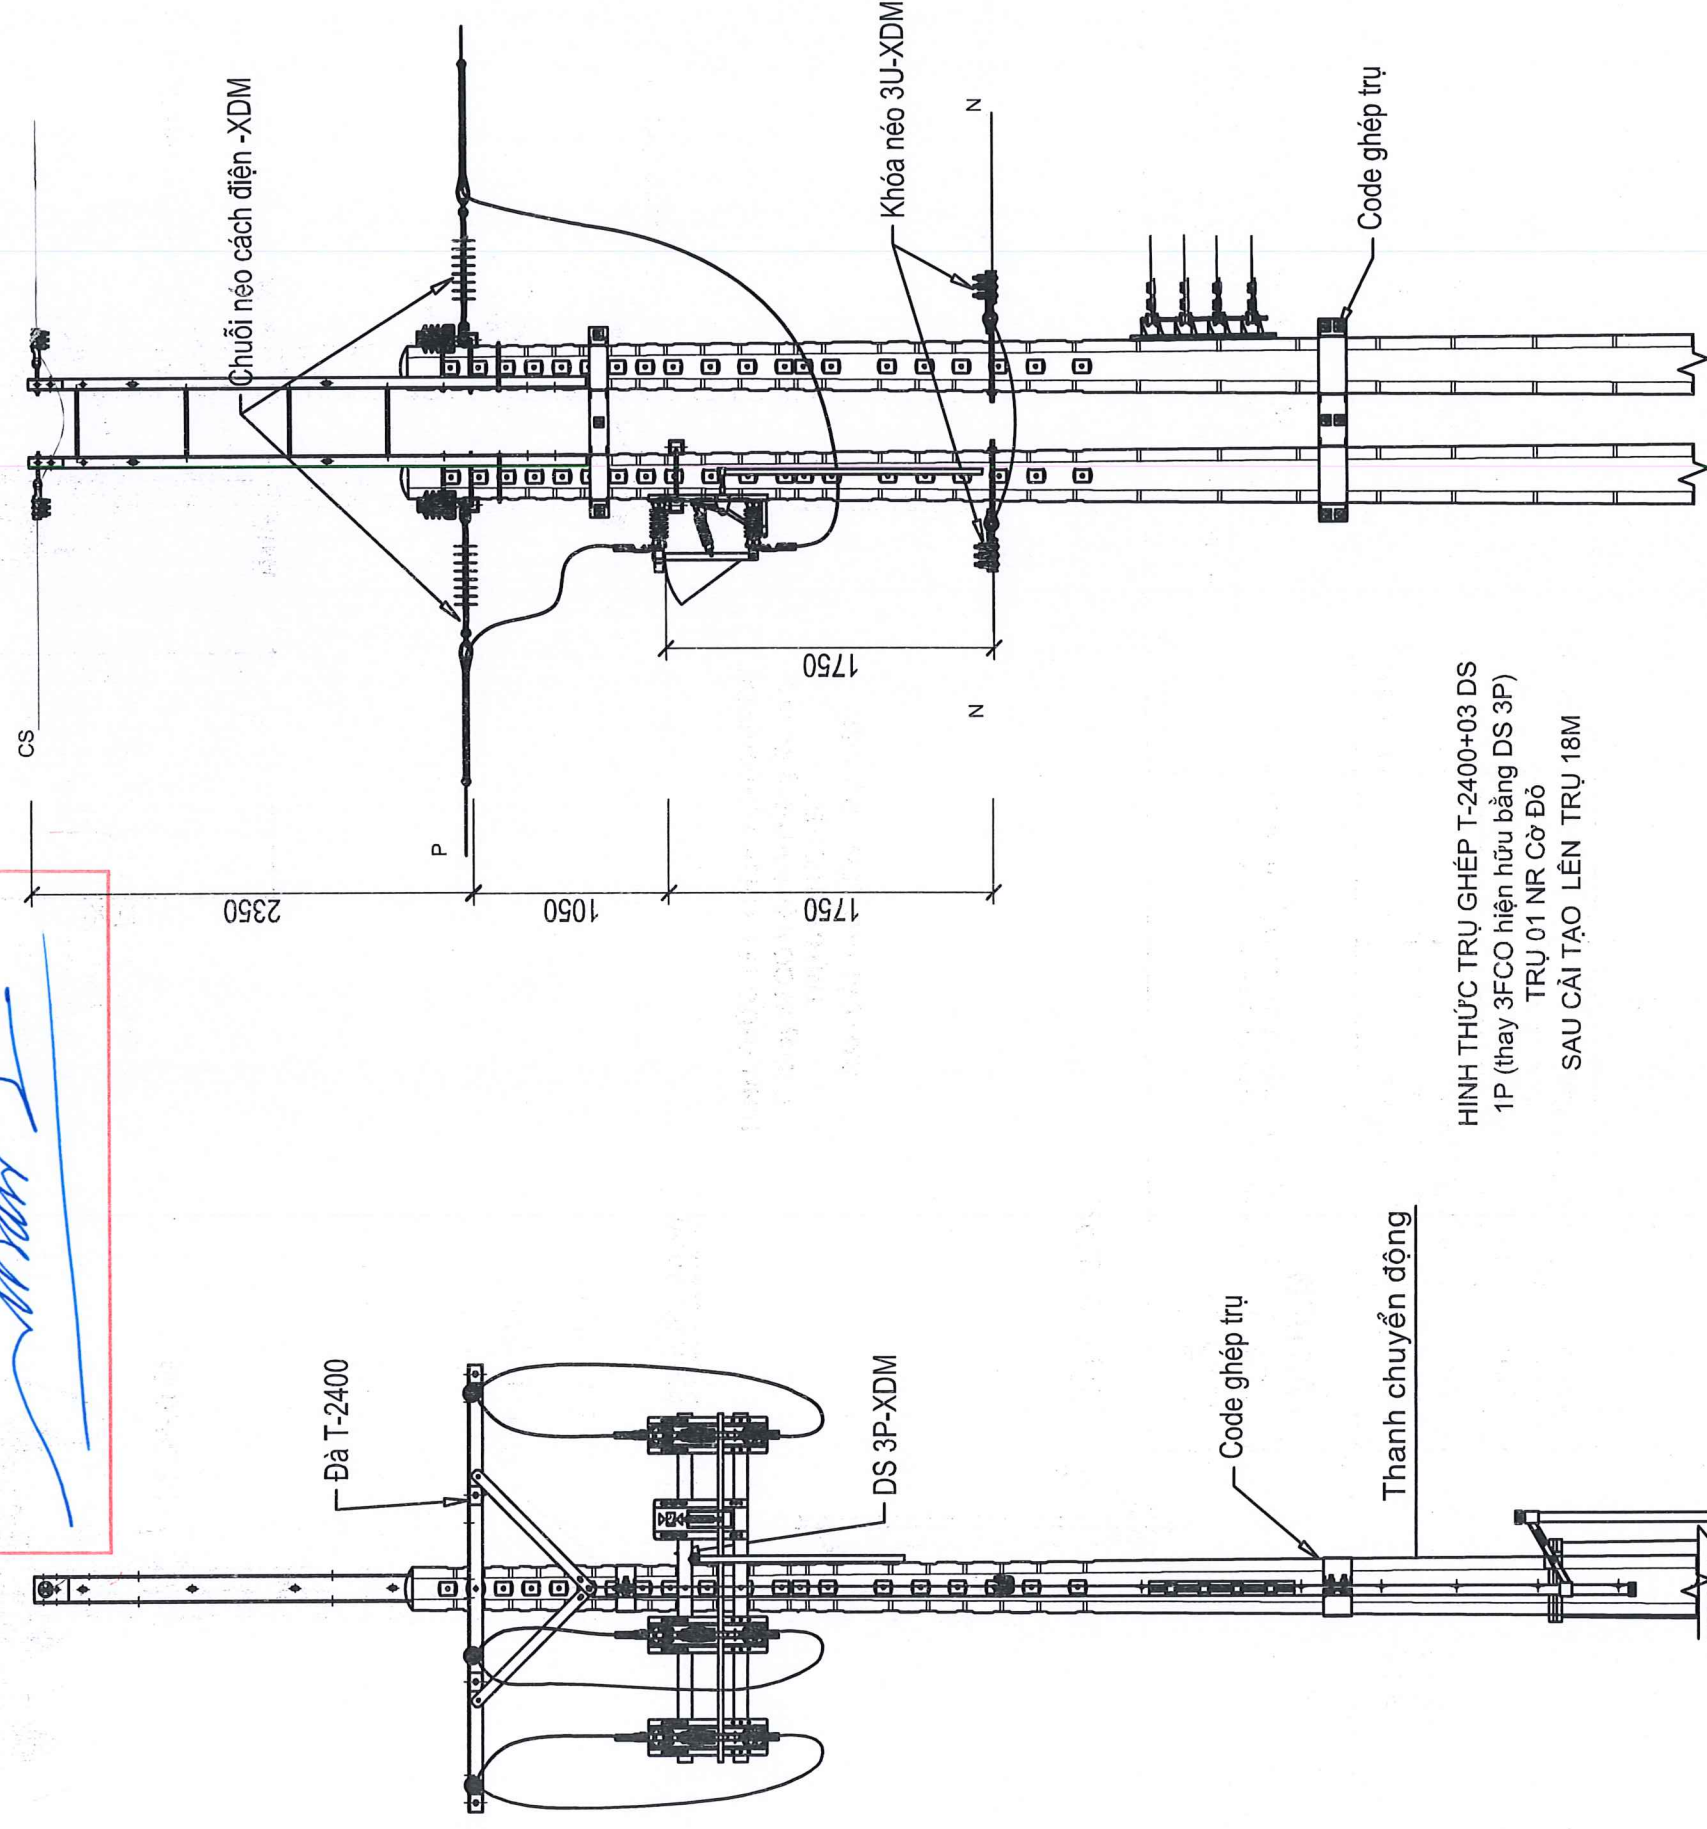 CS
Chuỗi néo cách điện -XDM
P
2350
1050
1750
1750
N
N
Khóa néo 3U-XDM
Code ghép trụ
HINH THỨC TRỤ GHÉP T-2400+03 DS
1P (thay 3FCO hiện hữu bằng DS 3P)
TRỤ 01 NR Cờ Đỏ
SAU CẢI TẠO LÊN TRỤ 18M
Đà T-2400
DS 3P-XDM
Code ghép trụ
Thanh chuyển động